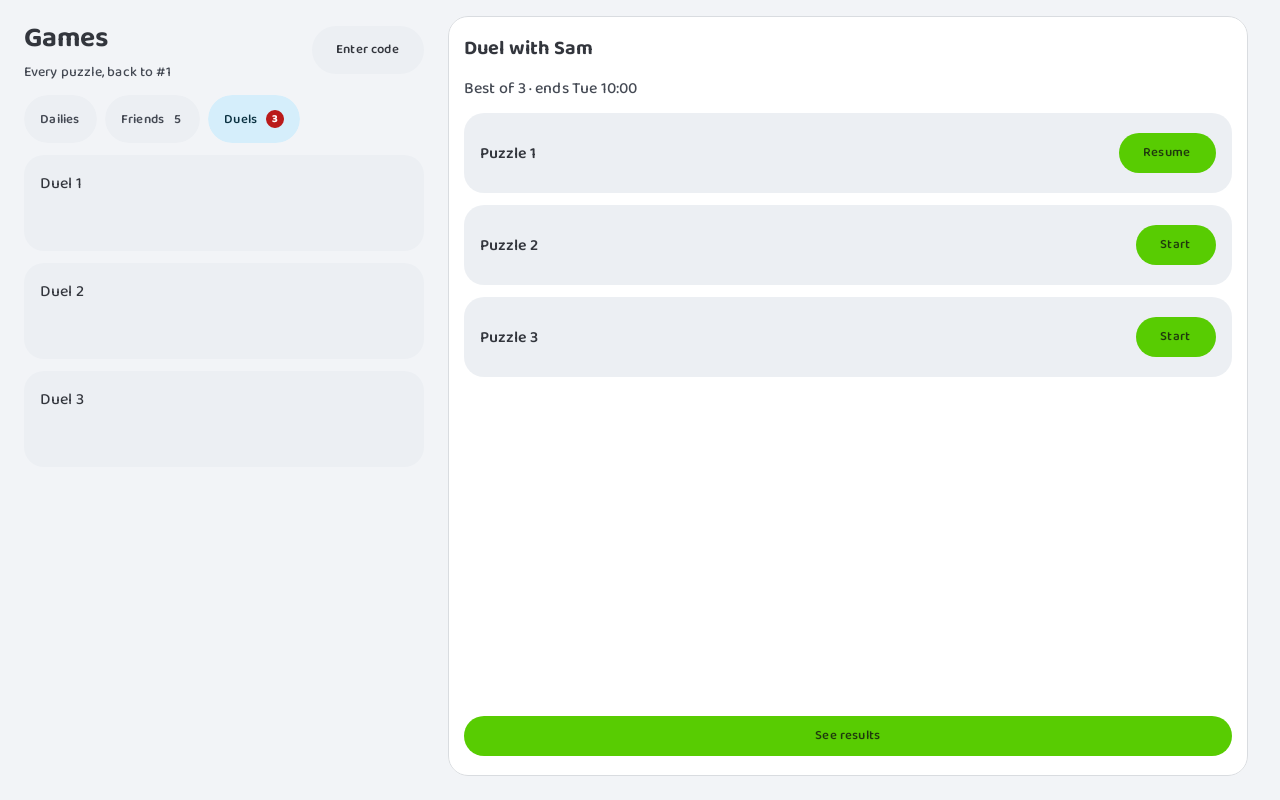 Games
Every puzzle, back to #1
Enter code
Dailies
Friends 5
Duels 3
Duel 1
Duel 2
Duel 3
Duel with Sam
Best of 3 · ends Tue 10:00
Puzzle 1
Resume
Puzzle 2
Start
Puzzle 3
Start
See results